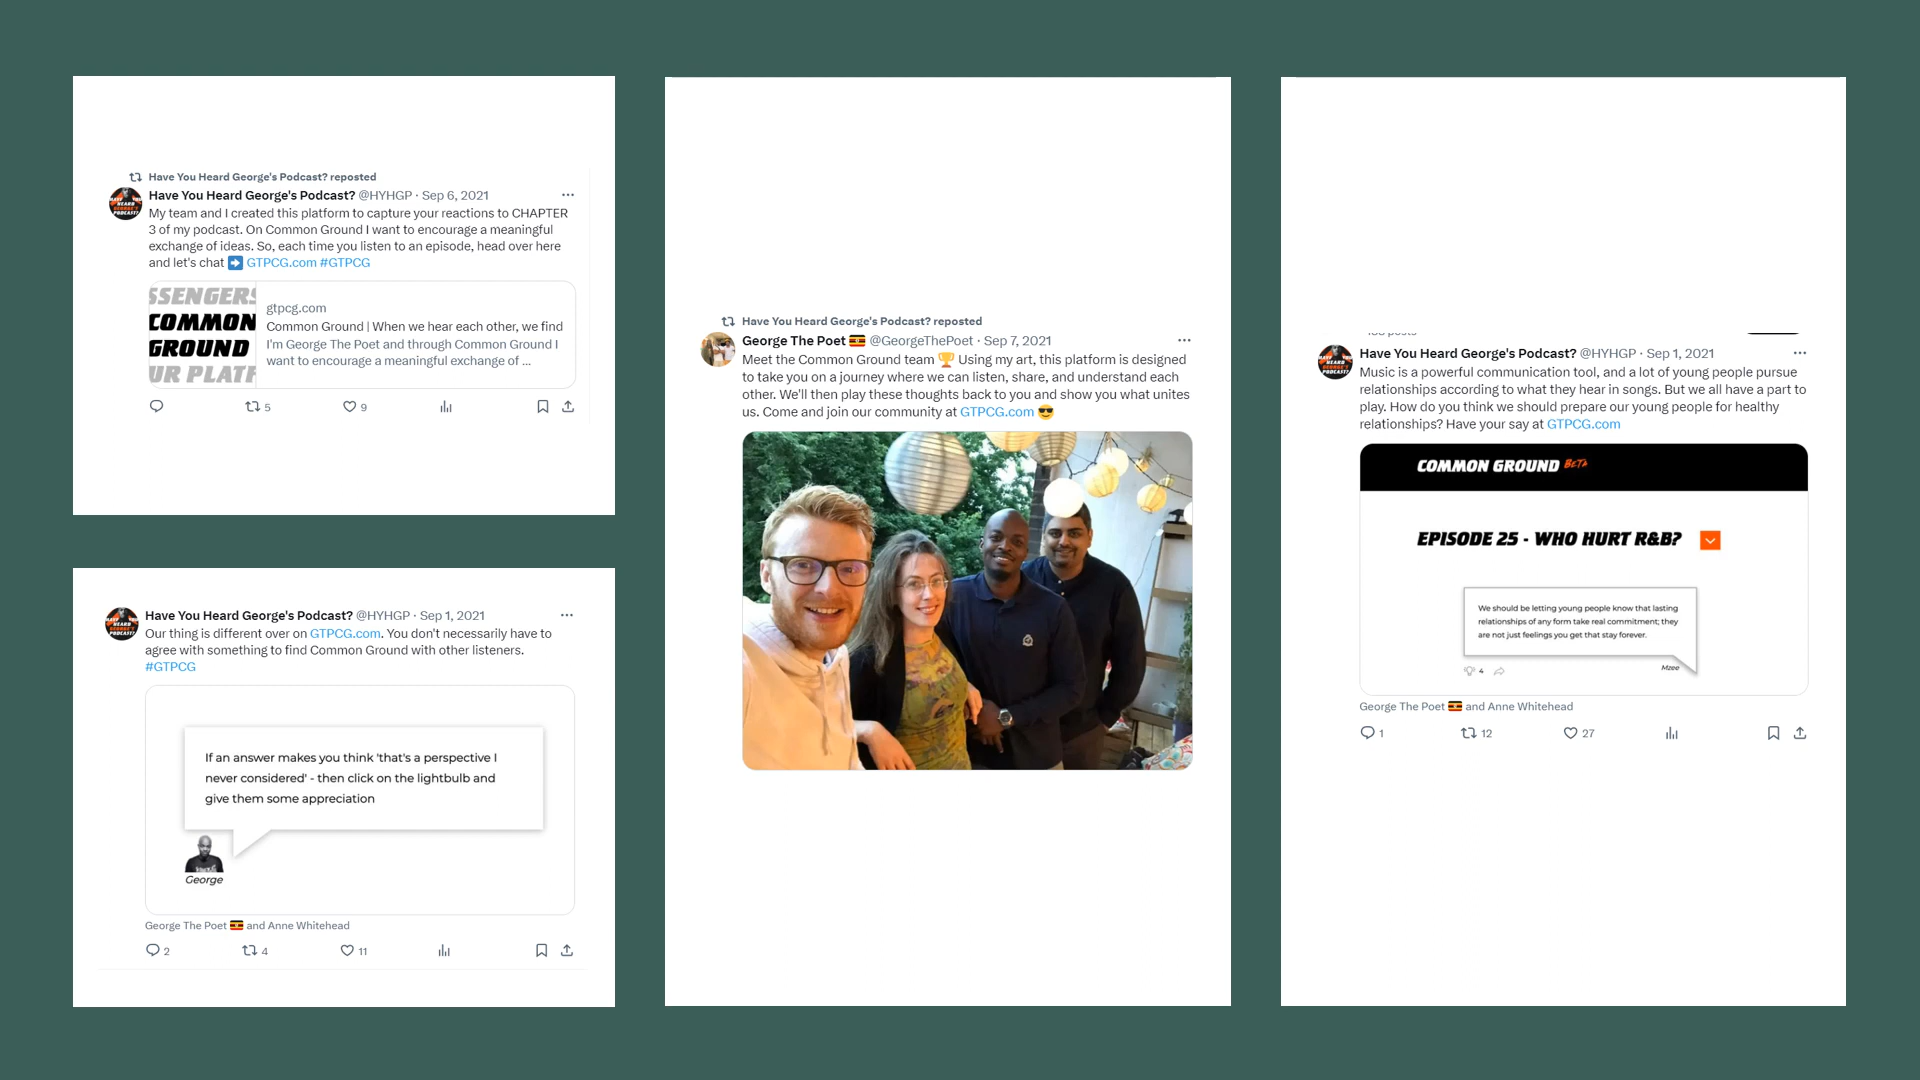 Have You Heard George's Podcast? reposted
Have You Heard George's Podcast? @HYHGP · Sep 6, 2021
My team and I created this platform to capture your reactions to CHAPTER
3 of my podcast. On Common Ground I want to encourage a meaningful
exchange of ideas. So, each time you listen to an episode, head over here
and let's chat ➡️ GTPCG.com #GTPCG
SSENGERS
COMMON
GROUND
UR PLATF
gtpcg.com
Common Ground | When we hear each other, we find
I'm George The Poet and through Common Ground I
want to encourage a meaningful exchange of ...
5 9
Have You Heard George's Podcast? @HYHGP · Sep 1, 2021
Our thing is different over on GTPCG.com. You don't necessarily have to
agree with something to find Common Ground with other listeners.
#GTPCG
If an answer makes you think 'that's a perspective I
never considered' - then click on the lightbulb and
give them some appreciation
George
George The Poet 🇺🇬 and Anne Whitehead
2 4 11
Have You Heard George's Podcast? reposted
George The Poet 🇺🇬 @GeorgeThePoet · Sep 7, 2021
Meet the Common Ground team 🏆 Using my art, this platform is designed
to take you on a journey where we can listen, share, and understand each
other. We'll then play these thoughts back to you and show you what unites
us. Come and join our community at GTPCG.com 😎
Have You Heard George's Podcast? @HYHGP · Sep 1, 2021
Music is a powerful communication tool, and a lot of young people pursue
relationships according to what they hear in songs. But we all have a part to
play. How do you think we should prepare our young people for healthy
relationships? Have your say at GTPCG.com
COMMON GROUND BETA
EPISODE 25 - WHO HURT R&B?
We should be letting young people know that lasting
relationships of any form take real commitment; they
are not just feelings you get that stay forever.
4 Mzee
George The Poet 🇺🇬 and Anne Whitehead
1 12 27